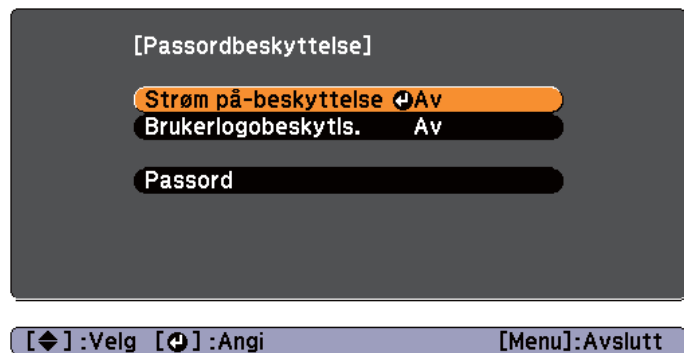 [Passordbeskyttelse]
Strøm på-beskyttelse Av
Brukerlogobeskytls. Av
Passord
[◆]:Velg [↵]:Angi [Menu]:Avslutt